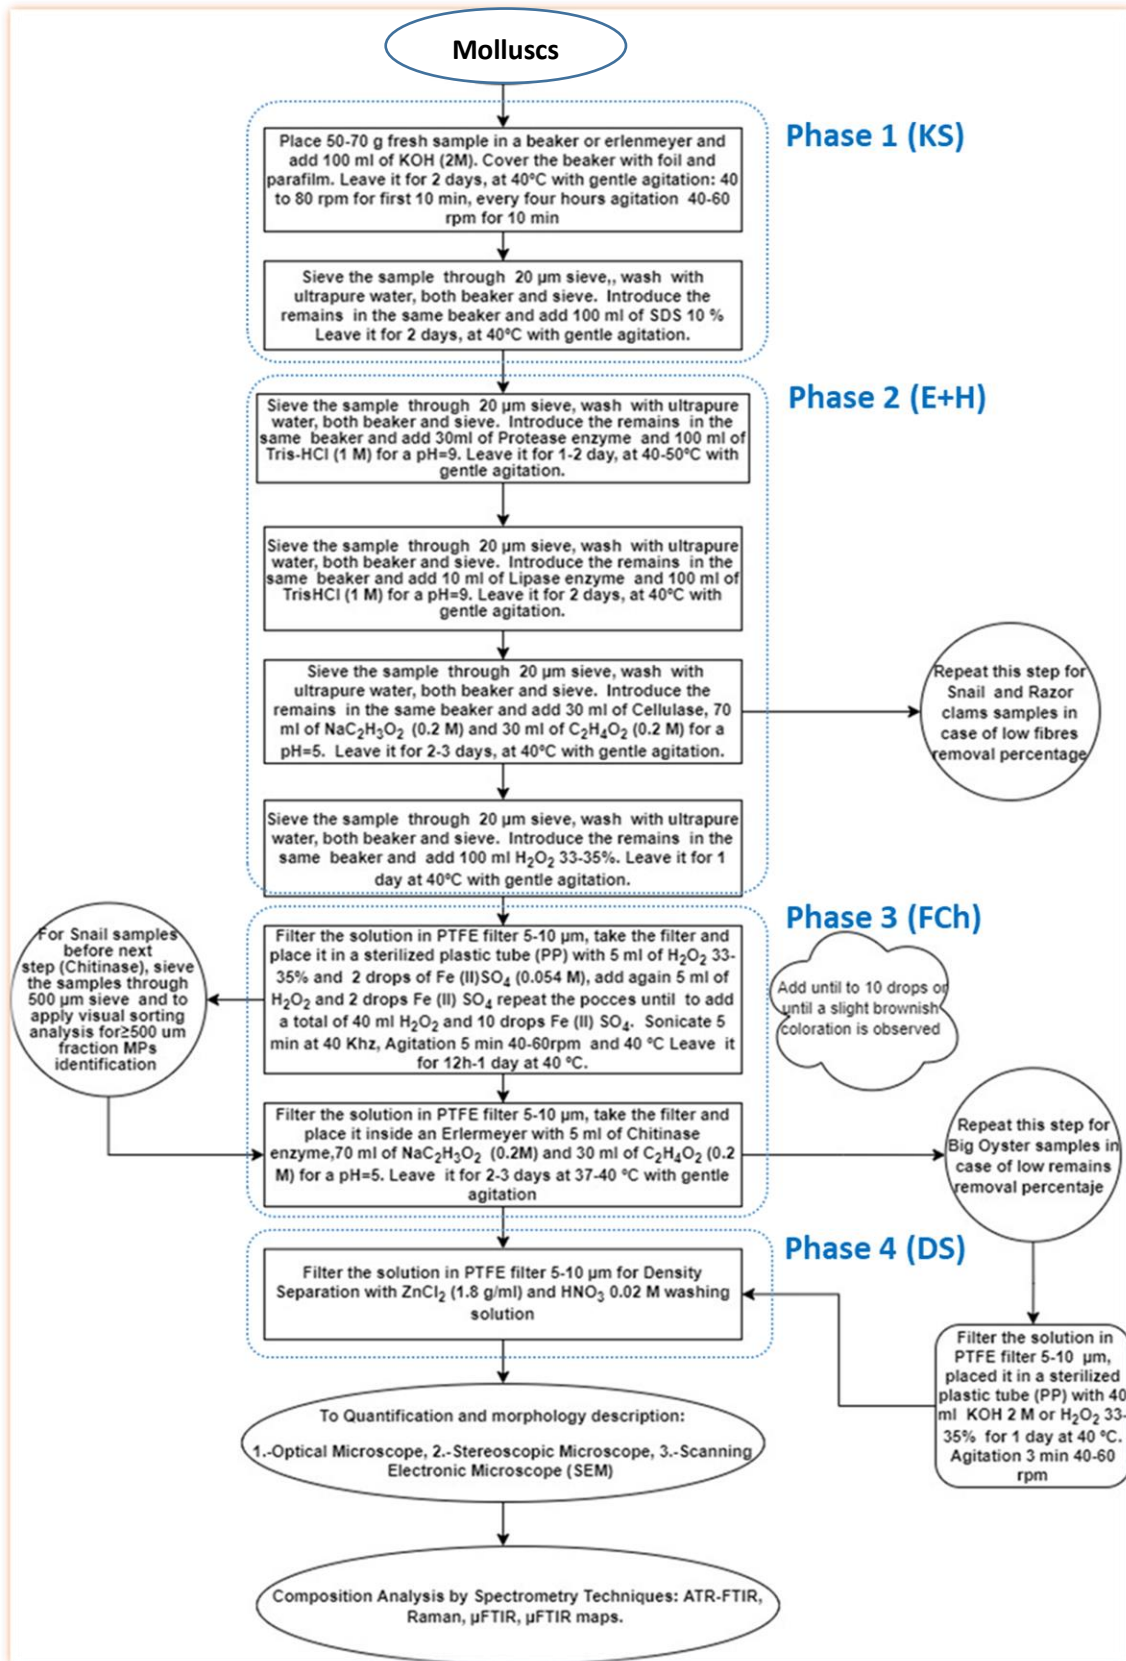 Molluscs
Phase 1 (KS)
Place 50-70 g fresh sample in a beaker or erlenmeyer and
add 100 ml of KOH (2M). Cover the beaker with foil and
parafilm. Leave it for 2 days, at 40ºC with gentle agitation: 40
to 80 rpm for first 10 min, every four hours agitation 40-60
rpm for 10 min
Sieve the sample through 20 µm sieve,, wash with
ultrapure water, both beaker and sieve. Introduce the
remains in the same beaker and add 100 ml of SDS 10 %
Leave it for 2 days, at 40ºC with gentle agitation.
Phase 2 (E+H)
Sieve the sample through 20 µm sieve, wash with ultrapure
water, both beaker and sieve. Introduce the remains in the
same beaker and add 30ml of Protease enzyme and 100 ml of
Tris-HCl (1 M) for a pH=9. Leave it for 1-2 day, at 40-50ºC with
gentle agitation.
Sieve the sample through 20 µm sieve, wash with ultrapure
water, both beaker and sieve. Introduce the remains in the
same beaker and add 10 ml of Lipase enzyme and 100 ml of
TrisHCl (1 M) for a pH=9. Leave it for 2 days, at 40ºC with
gentle agitation.
Sieve the sample through 20 µm sieve, wash with
ultrapure water, both beaker and sieve. Introduce the
remains in the same beaker and add 30 ml of Cellulase, 70
ml of NaC₂H₃O₂ (0.2 M) and 30 ml of C₂H₄O₂ (0.2 M) for a
pH=5. Leave it for 2-3 days, at 40ºC with gentle agitation.
Repeat this step for
Snail and Razor
clams samples in
case of low fibres
removal percentage
Sieve the sample through 20 µm sieve, wash with ultrapure
water, both beaker and sieve. Introduce the remains in the
same beaker and add 100 ml H₂O₂ 33-35%. Leave it for 1
day at 40ºC with gentle agitation.
Phase 3 (FCh)
Filter the solution in PTFE filter 5-10 µm, take the filter and
place it in a sterilized plastic tube (PP) with 5 ml of H₂O₂ 33-
35% and 2 drops of Fe (II)SO₄ (0.054 M), add again 5 ml of
H₂O₂ and 2 drops Fe (II) SO₄ repeat the pocces until to add
a total of 40 ml H₂O₂ and 10 drops Fe (II) SO₄. Sonicate 5
min at 40 Khz, Agitation 5 min 40-60rpm and 40 ºC Leave it
for 12h-1 day at 40 ºC.
For Snail samples
before next
step (Chitinase), sieve
the samples through
500 µm sieve and to
apply visual sorting
analysis for≥500 um
fraction MPs
identification
Add until to 10 drops or
until a slight brownish
coloration is observed
Filter the solution in PTFE filter 5-10 µm, take the filter and
place it inside an Erlermeyer with 5 ml of Chitinase
enzyme,70 ml of NaC₂H₃O₂ (0.2M) and 30 ml of C₂H₄O₂ (0.2
M) for a pH=5. Leave it for 2-3 days at 37-40 ºC with gentle
agitation
Repeat this step for
Big Oyster samples in
case of low remains
removal percentaje
Phase 4 (DS)
Filter the solution in PTFE filter 5-10 µm for Density
Separation with ZnCl₂ (1.8 g/ml) and HNO₃ 0.02 M washing
solution
Filter the solution in
PTFE filter 5-10 µm,
placed it in a sterilized
plastic tube (PP) with 40
ml KOH 2 M or H₂O₂ 33-
35% for 1 day at 40 ºC.
Agitation 3 min 40-60
rpm
To Quantification and morphology description:
1.-Optical Microscope, 2.-Stereoscopic Microscope, 3.-Scanning
Electronic Microscope (SEM)
Composition Analysis by Spectrometry Techniques: ATR-FTIR,
Raman, µFTIR, µFTIR maps.